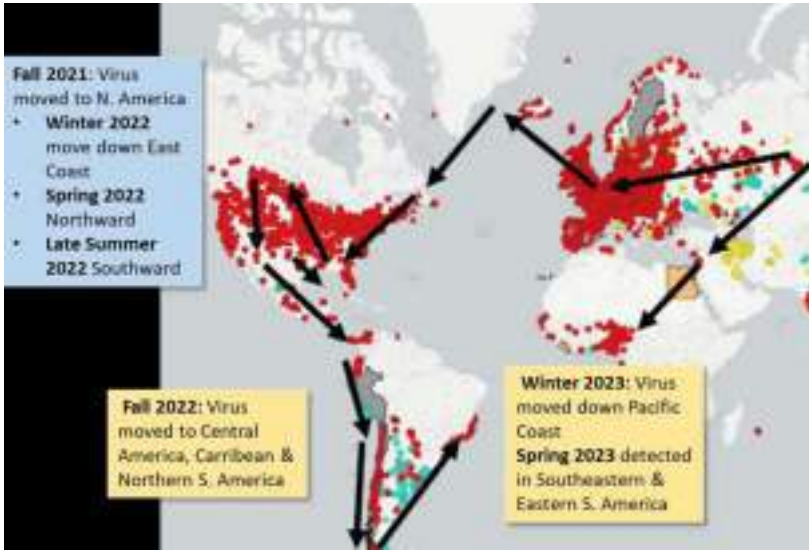 Fall 2021: Virus
moved to N. America
• Winter 2022
move down East
Coast
• Spring 2022
Northward
• Late Summer
2022 Southward
Fall 2022: Virus
moved to Central
America, Carribean &
Northern S. America
Winter 2023: Virus
moved down Pacific
Coast
Spring 2023 detected
in Southeastern &
Eastern S. America